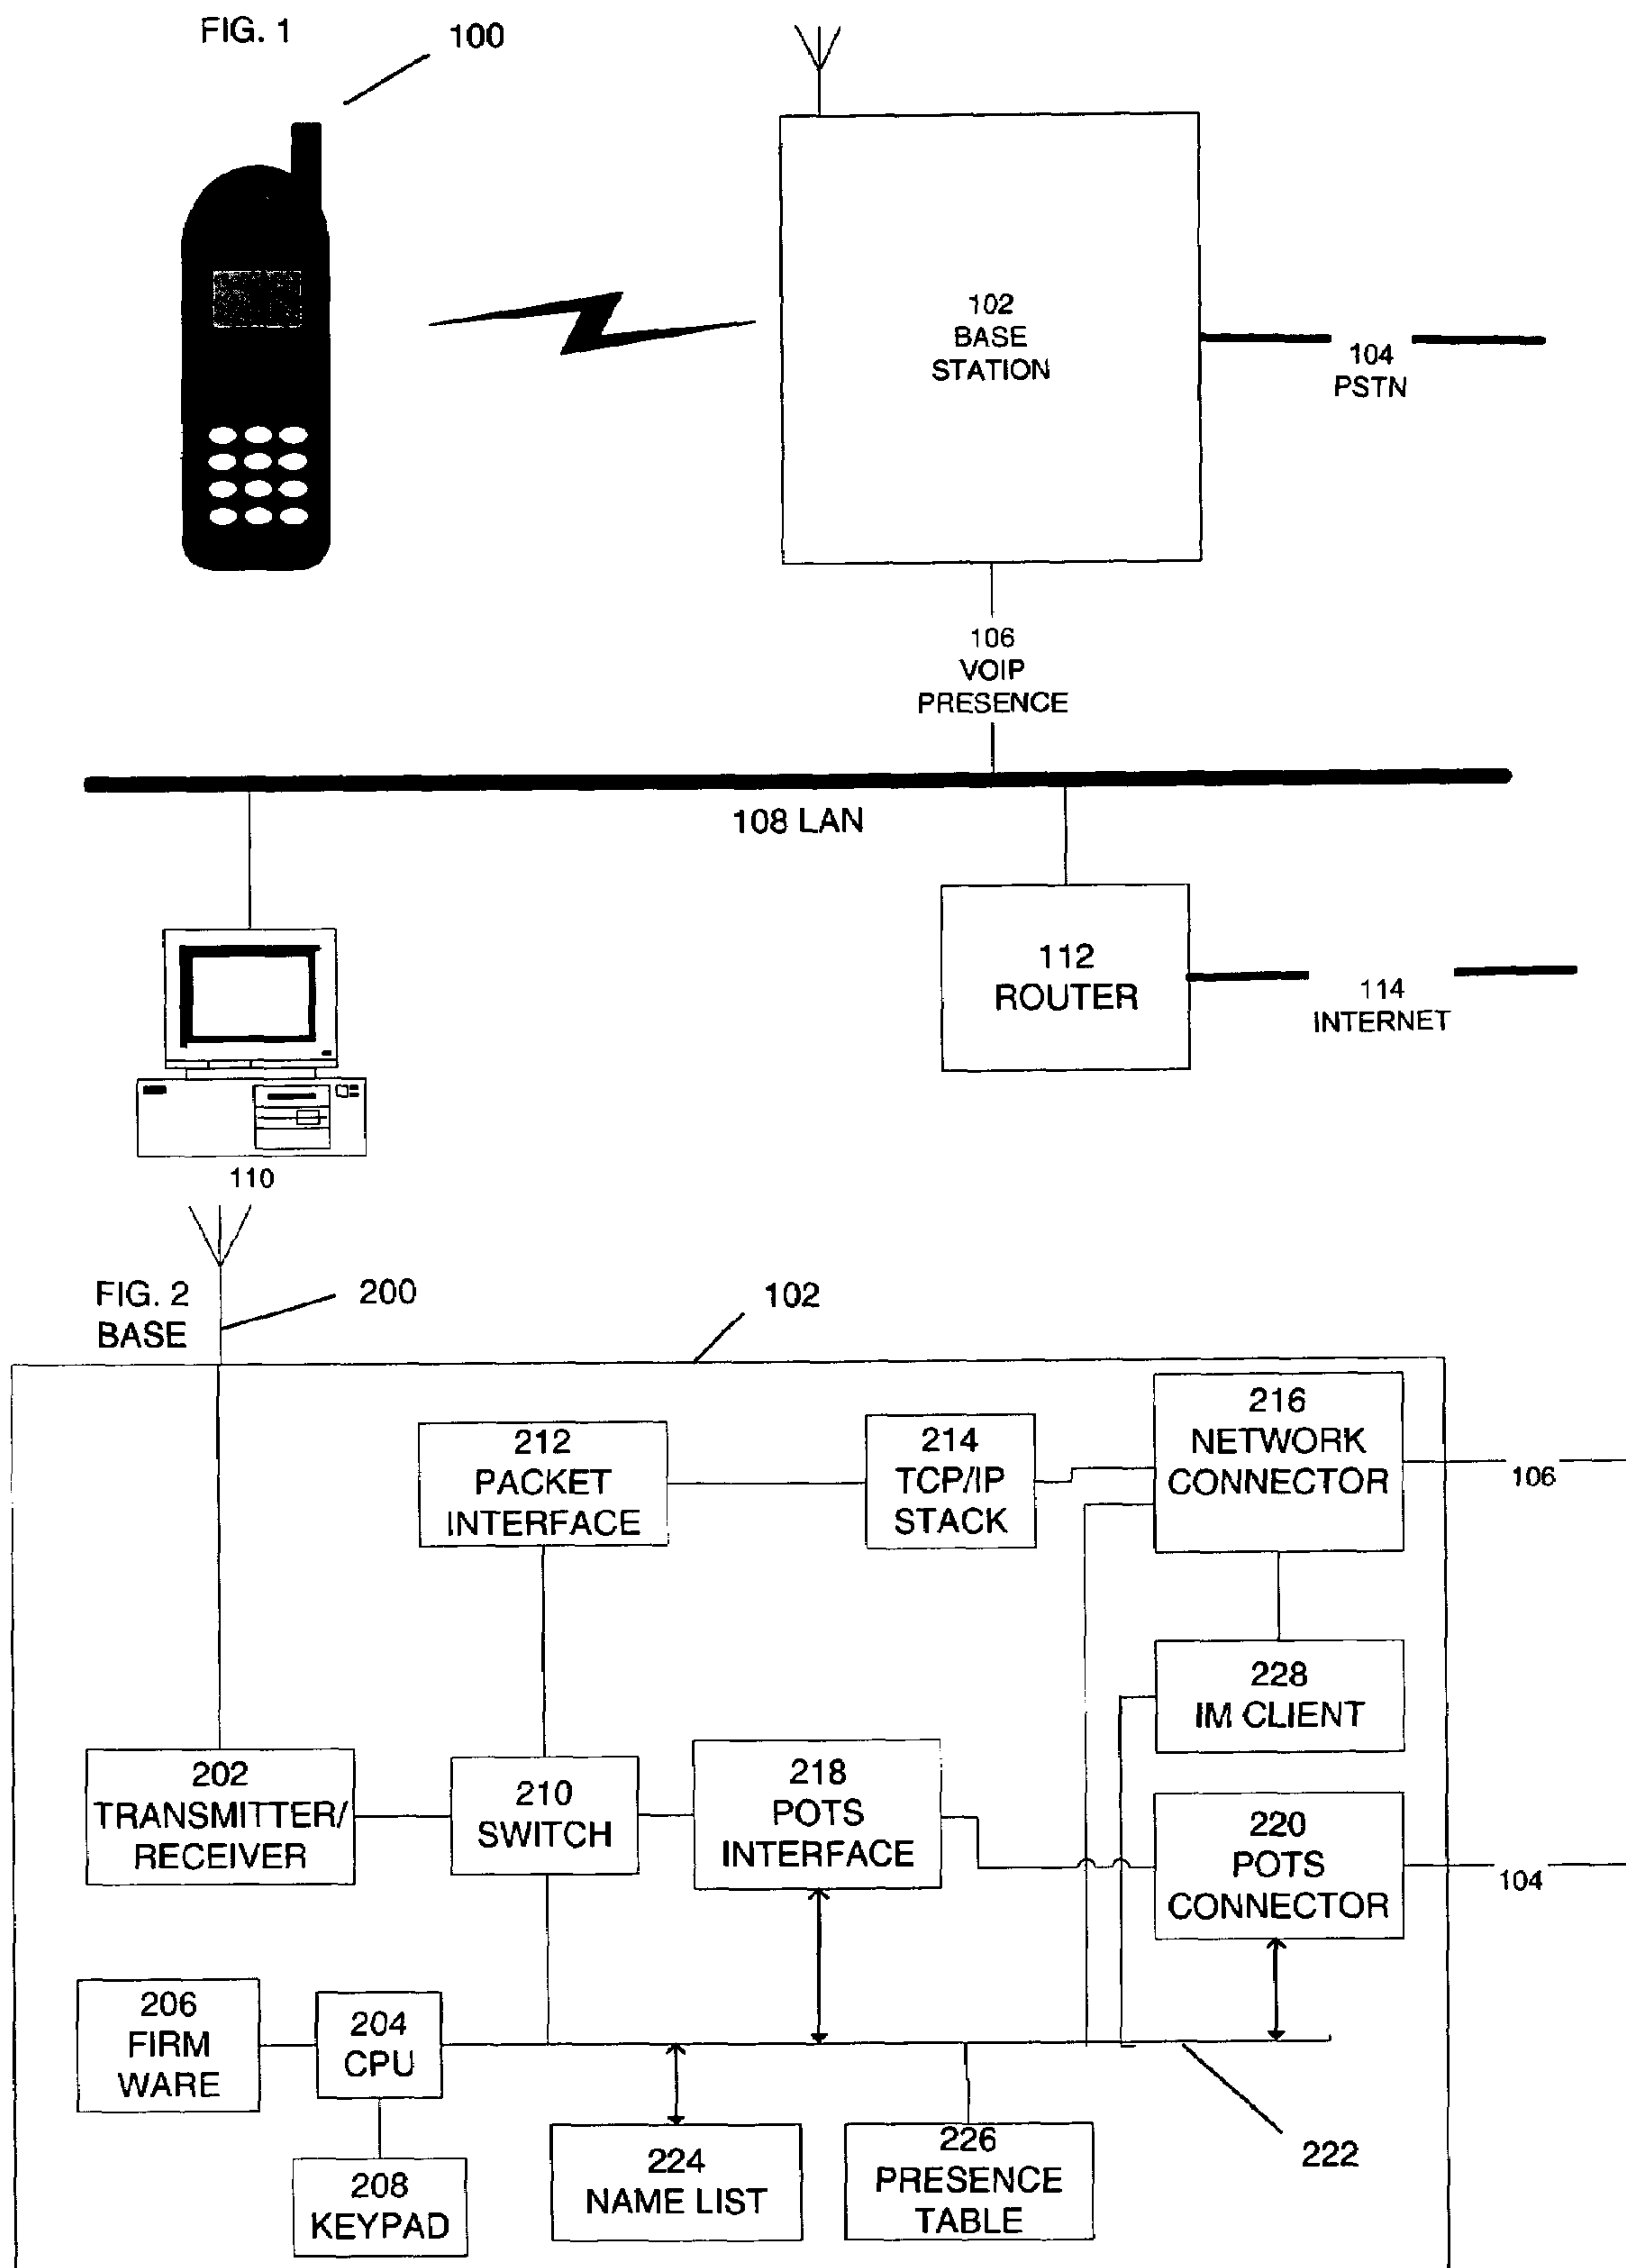 FIG. 1
100
102
BASE
STATION
104
PSTN
106
VOIP
PRESENCE
108 LAN
112
ROUTER
114
INTERNET
110
FIG. 2
BASE
200
102
212
PACKET
INTERFACE
214
TCP/IP
STACK
216
NETWORK
CONNECTOR
106
228
IM CLIENT
202
TRANSMITTER/
RECEIVER
210
SWITCH
218
POTS
INTERFACE
220
POTS
CONNECTOR
104
206
FIRM
WARE
204
CPU
208
KEYPAD
224
NAME LIST
226
PRESENCE
TABLE
222